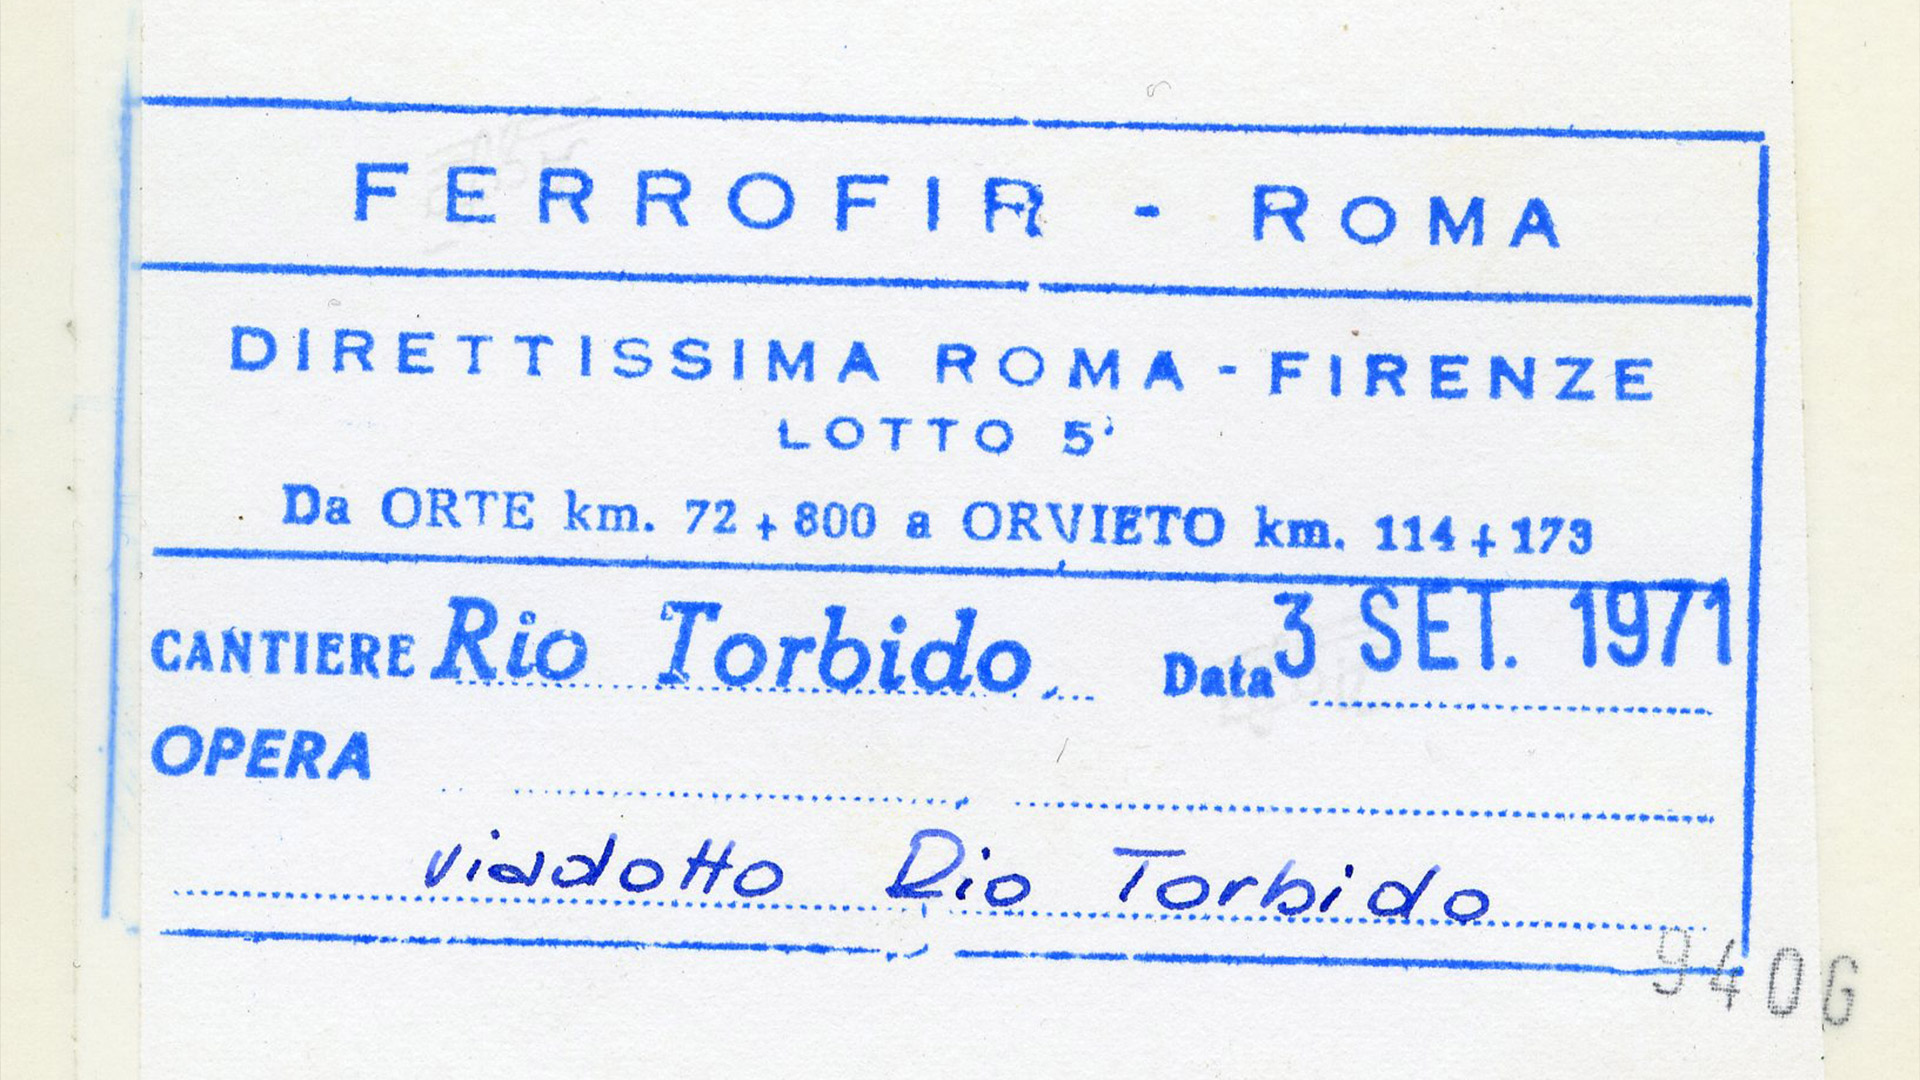 FERROFIR - ROMA
DIRETTISSIMA ROMA - FIRENZE
LOTTO 5°
Da ORTE km. 72+800 a ORVIETO km. 114+173
CANTIERE Rio Torbido Data 3 SET. 1971
OPERA
viadotto Rio Torbido
9406